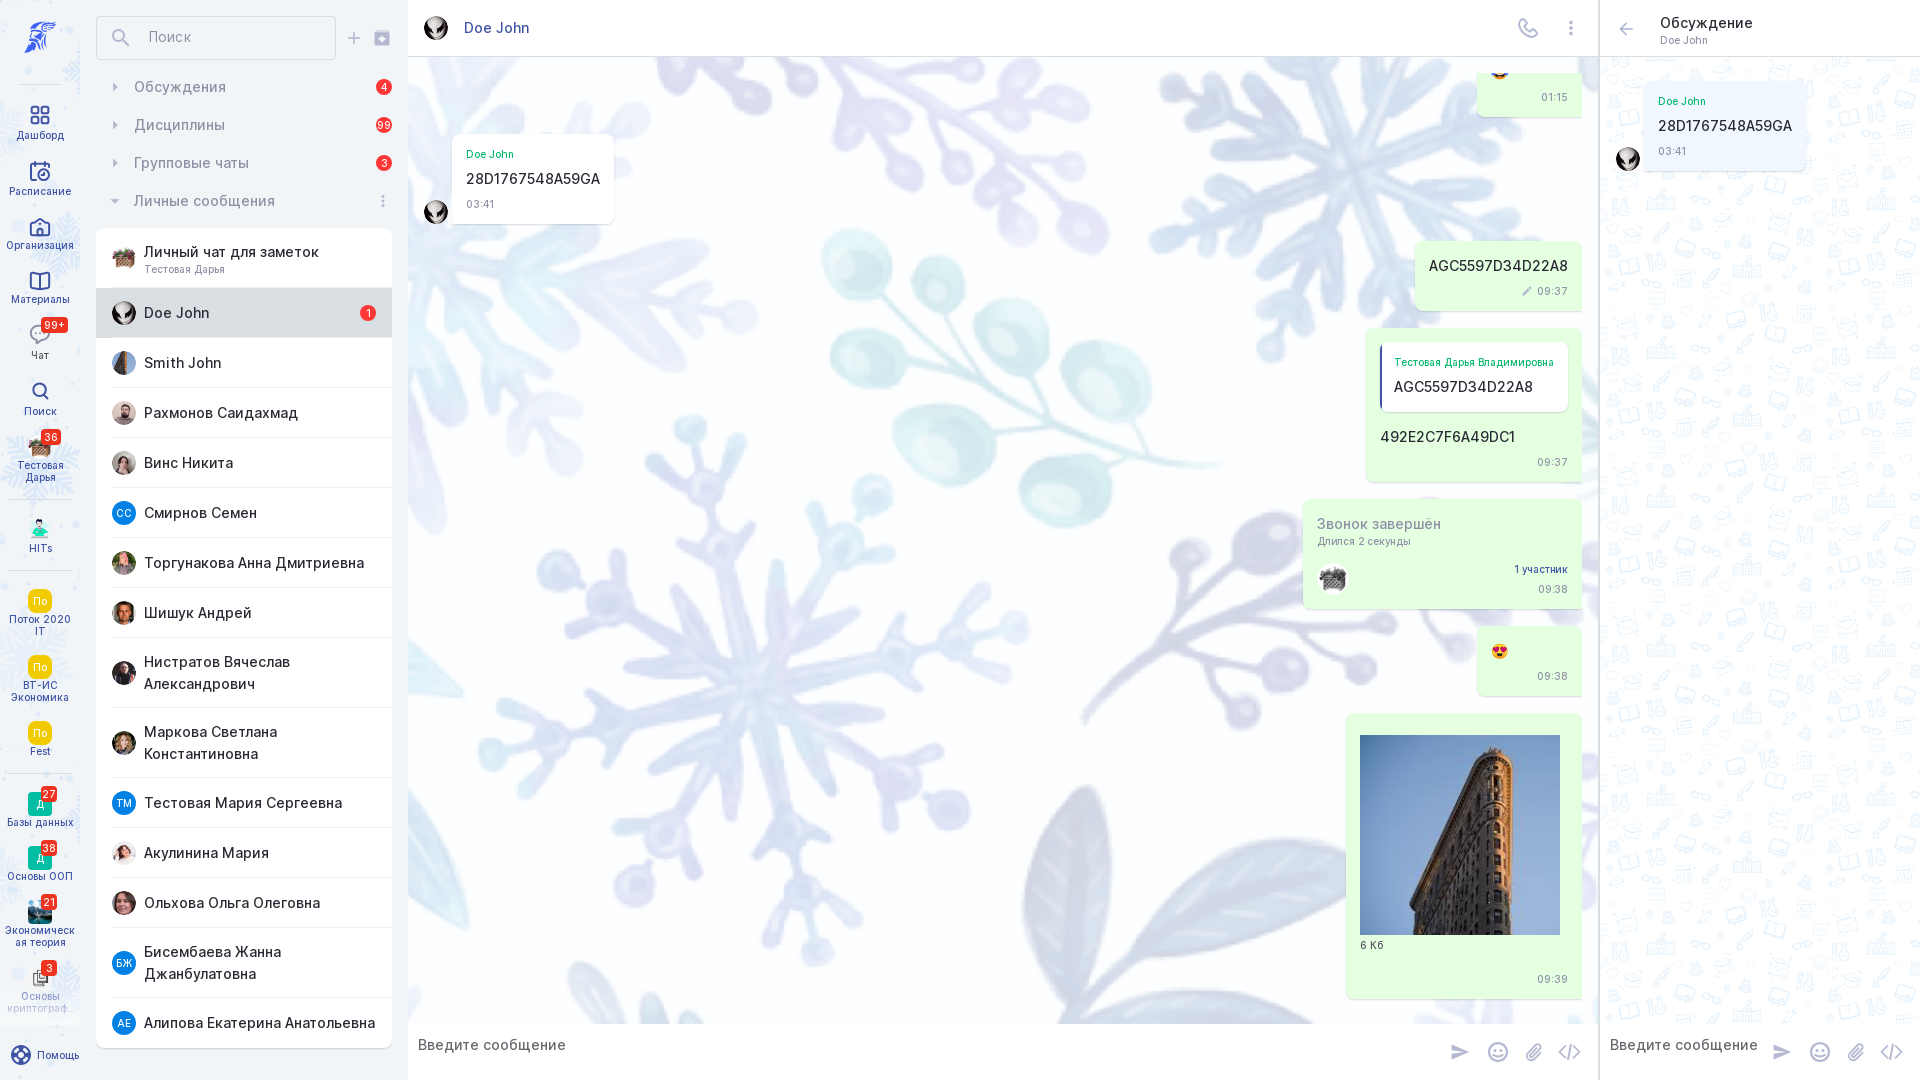 Дашборд
Расписание
Организация
Материалы
99+
Чат
Поиск
36
Тестовая
Дарья
HITs
По
Поток 2020
IT
По
ВТ-ИС
Экономика
По
Fest
27
Д
Базы данных
38
Д
Основы ООП
21
Экономическ
ая теория
3
Основы
криптограф...
Помощь
Поиск
Обсуждения
4
Дисциплины
99
Групповые чаты
3
Личные сообщения
Личный чат для заметок
Тестовая Дарья
Doe John
1
Smith John
Рахмонов Саидахмад
Винс Никита
СС
Смирнов Семен
Торгунакова Анна Дмитриевна
Шишук Андрей
Нистратов Вячеслав
Александрович
Маркова Светлана
Константиновна
ТМ
Тестовая Мария Сергеевна
Акулинина Мария
Ольхова Ольга Олеговна
БЖ
Бисембаева Жанна
Джанбулатовна
АЕ
Алипова Екатерина Анатольевна
Doe John
01:15
Doe John
28D1767548A59GA
03:41
AGC5597D34D22A8
09:37
Тестовая Дарья Владимировна
AGC5597D34D22A8
492E2C7F6A49DC1
09:37
Звонок завершён
Длился 2 секунды
1 участник
09:38
09:38
6 Кб
09:39
Введите сообщение
Обсуждение
Doe John
Doe John
28D1767548A59GA
03:41
Введите сообщение